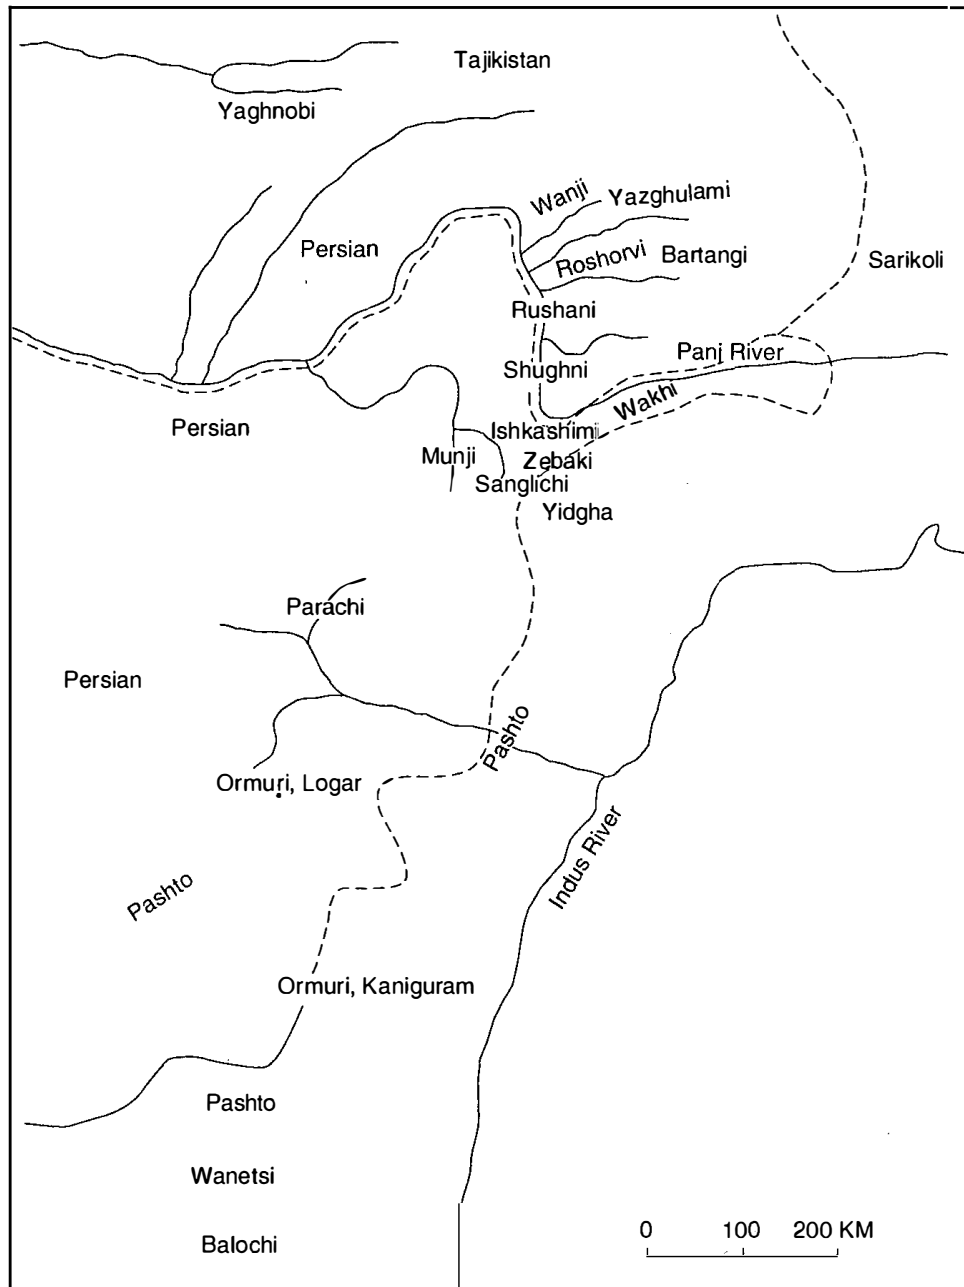 Tajikistan
Yaghnobi
Wanji
Yazghulami
Persian
Roshorvi
Bartangi
Sarikoli
Rushani
Panj River
Shughni
Wakhi
Persian
Ishkashimi
Munji
Zebaki
Sanglichi
Yidgha
Parachi
Persian
Pashto
Ormuri, Logar
Indus River
Pashto
Ormuri, Kaniguram
Pashto
Wanetsi
Balochi
0 100 200 KM